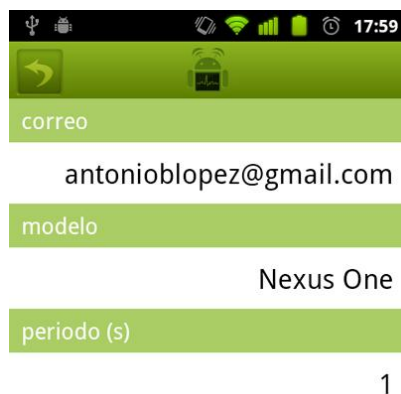 17:59
correo
antonioblopez@gmail.com
modelo
Nexus One
periodo (s)
1